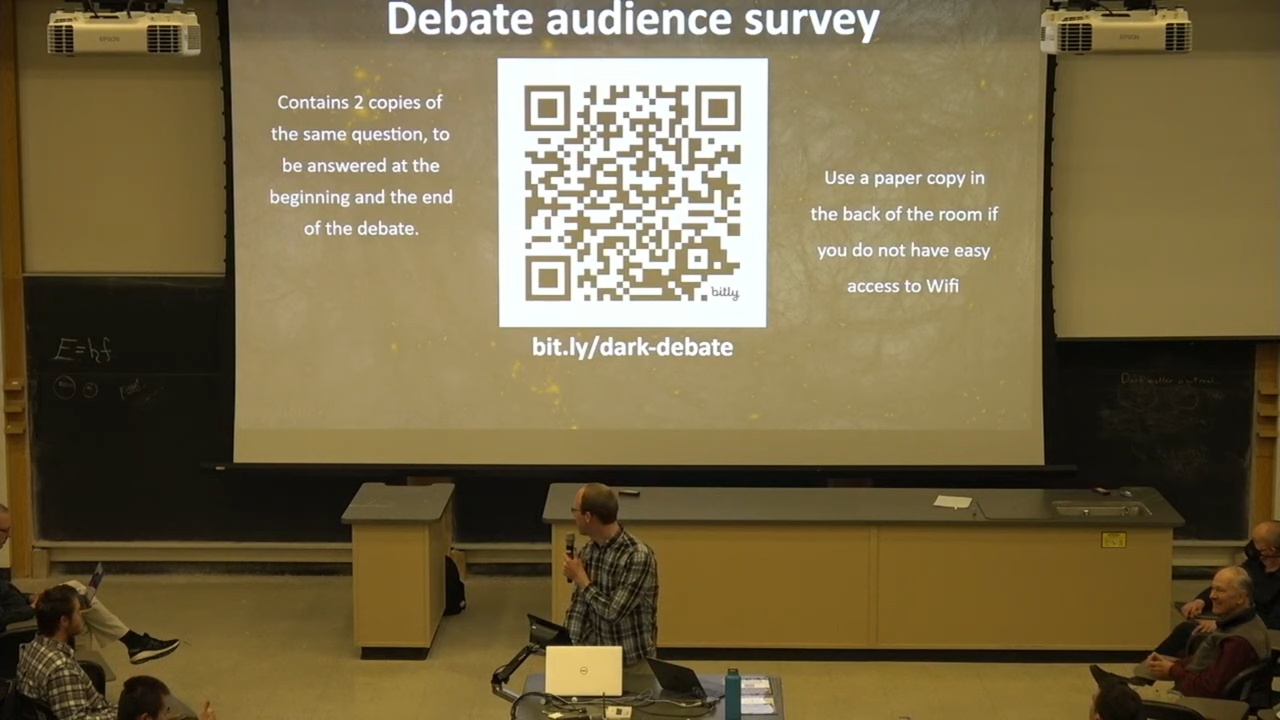 EPSON
EPSON
Debate audience survey
Contains 2 copies of
the same question, to
be answered at the
beginning and the end
of the debate.
bitly
bit.ly/dark-debate
Use a paper copy in
the back of the room if
you do not have easy
access to Wifi
E=hf
DELL